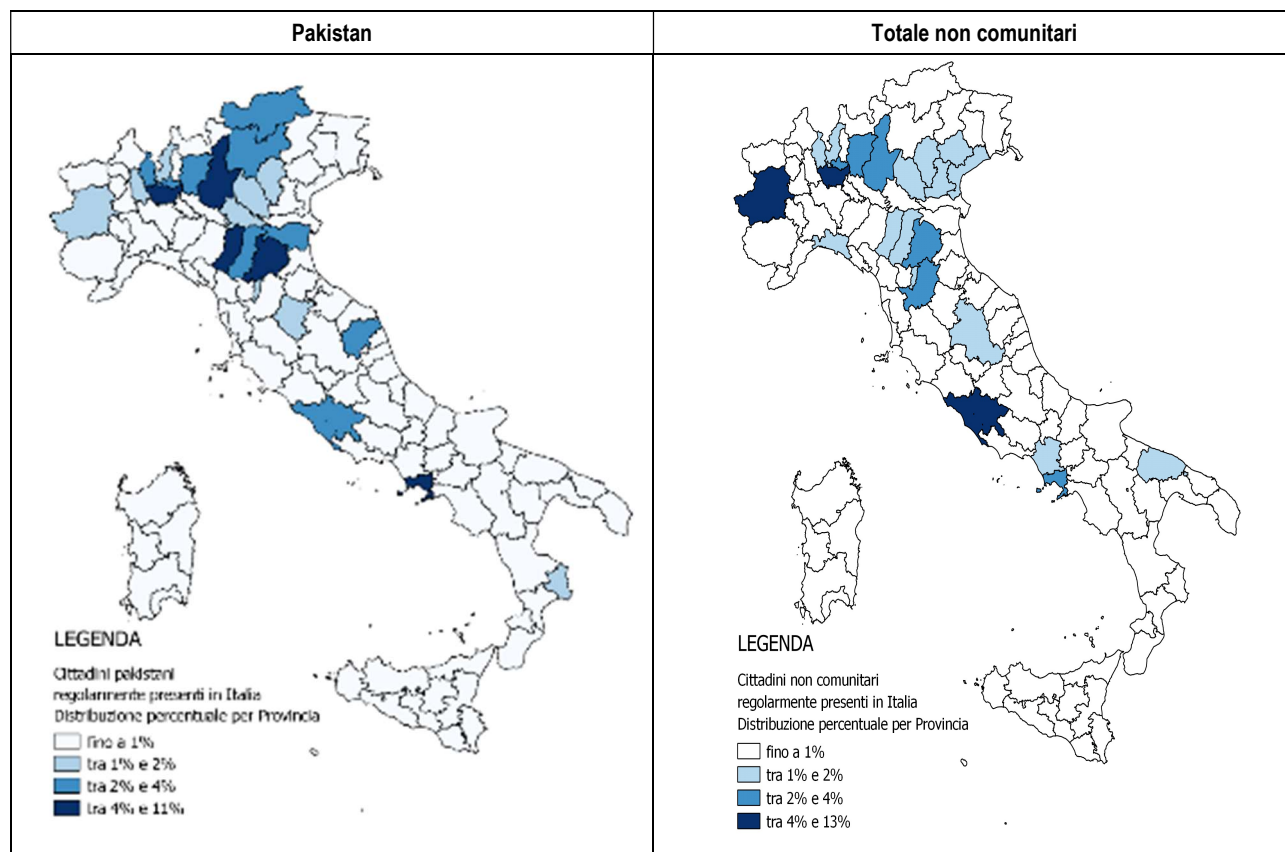 Pakistan
Totale non comunitari
LEGENDA
Cittadini pakistani
regolarmente presenti in Italia
Distribuzione percentuale per Provincia
fino a 1%
tra 1% e 2%
tra 2% e 4%
tra 4% e 11%
LEGENDA
Cittadini non comunitari
regolarmente presenti in Italia
Distribuzione percentuale per Provincia
fino a 1%
tra 1% e 2%
tra 2% e 4%
tra 4% e 13%